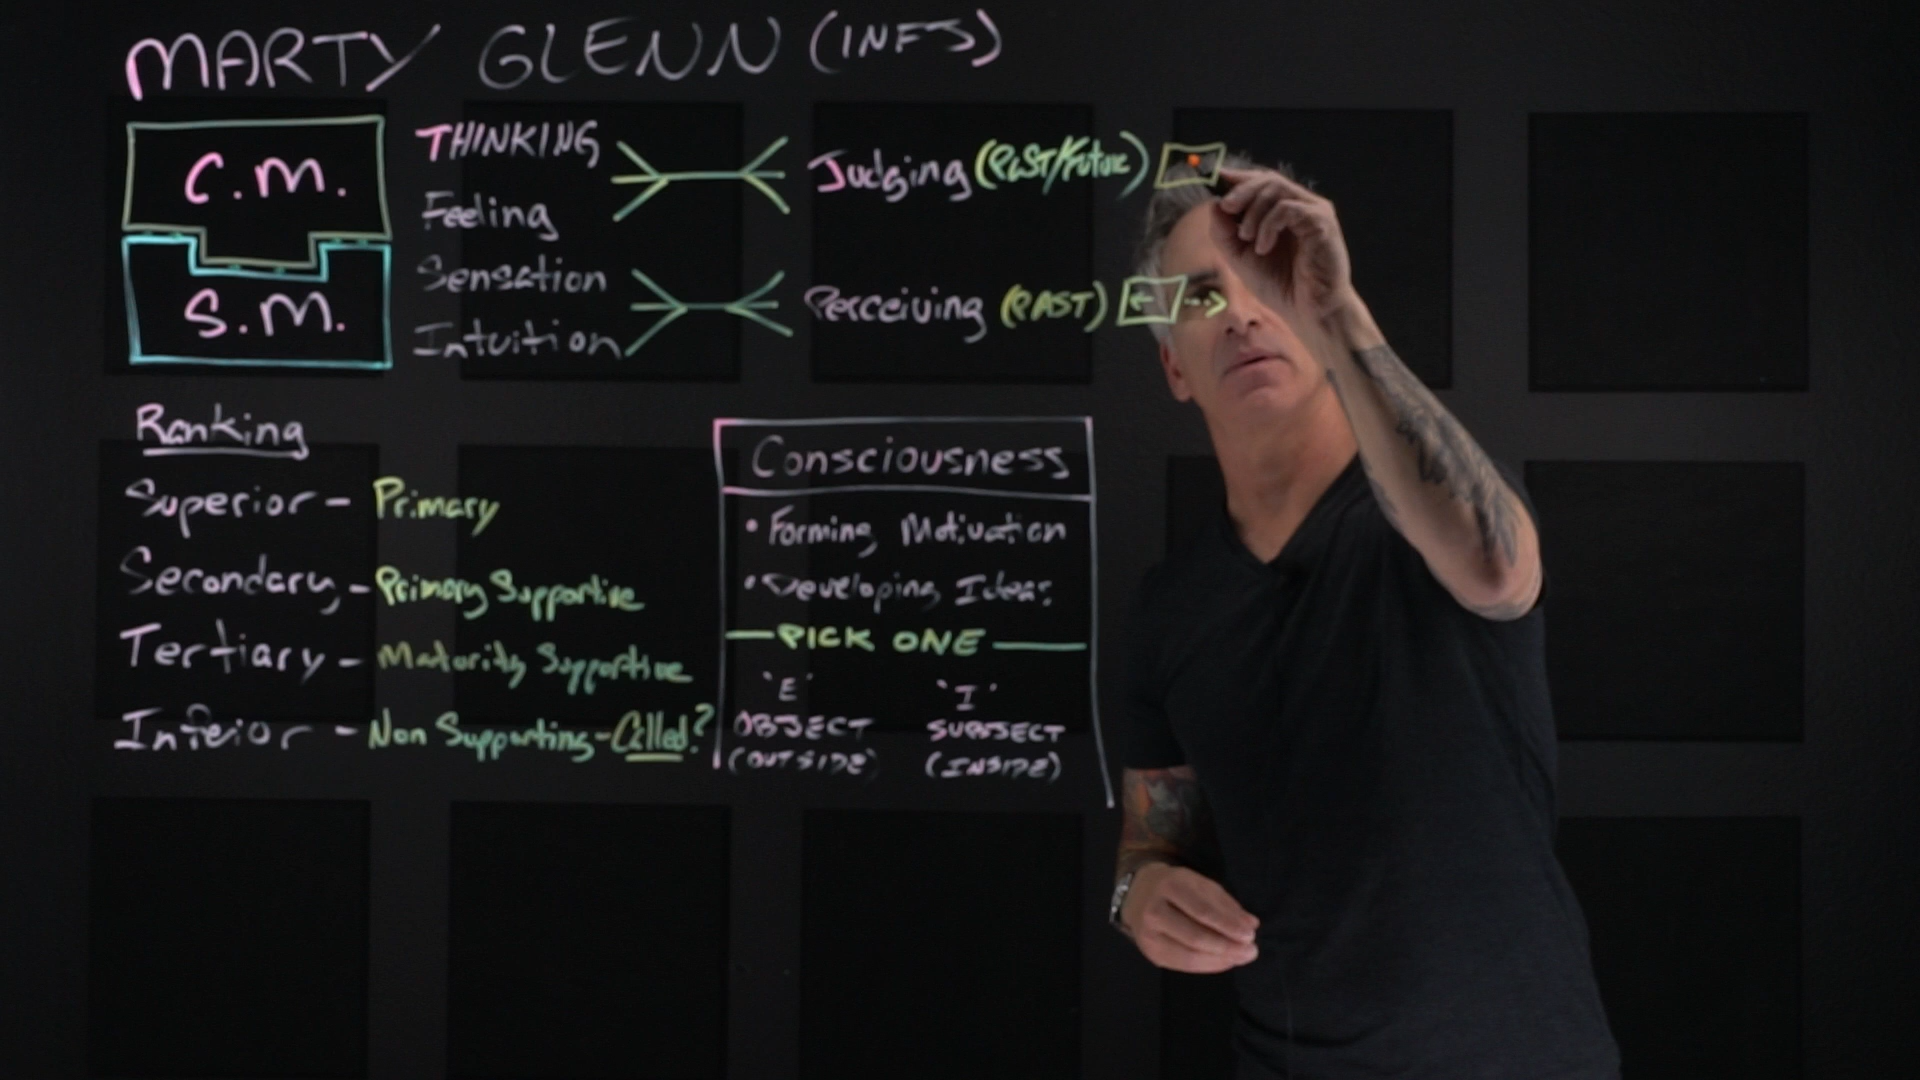 MARTY GLENN (INFJ)
C.M.
S.M.
THINKING
Feeling
Sensation
Intuition
Judging (PAST/Future)
Perceiving (PAST)
Ranking
Superior - Primary
Secondary - Primary Supportive
Tertiary - Maturity Supportive
Inferior - Non Supporting - Called?
Consciousness
• Forming Motivation
• Developing Ideas
PICK ONE
'E' 'I'
OBJECT SUBJECT
(OUTSIDE) (INSIDE)